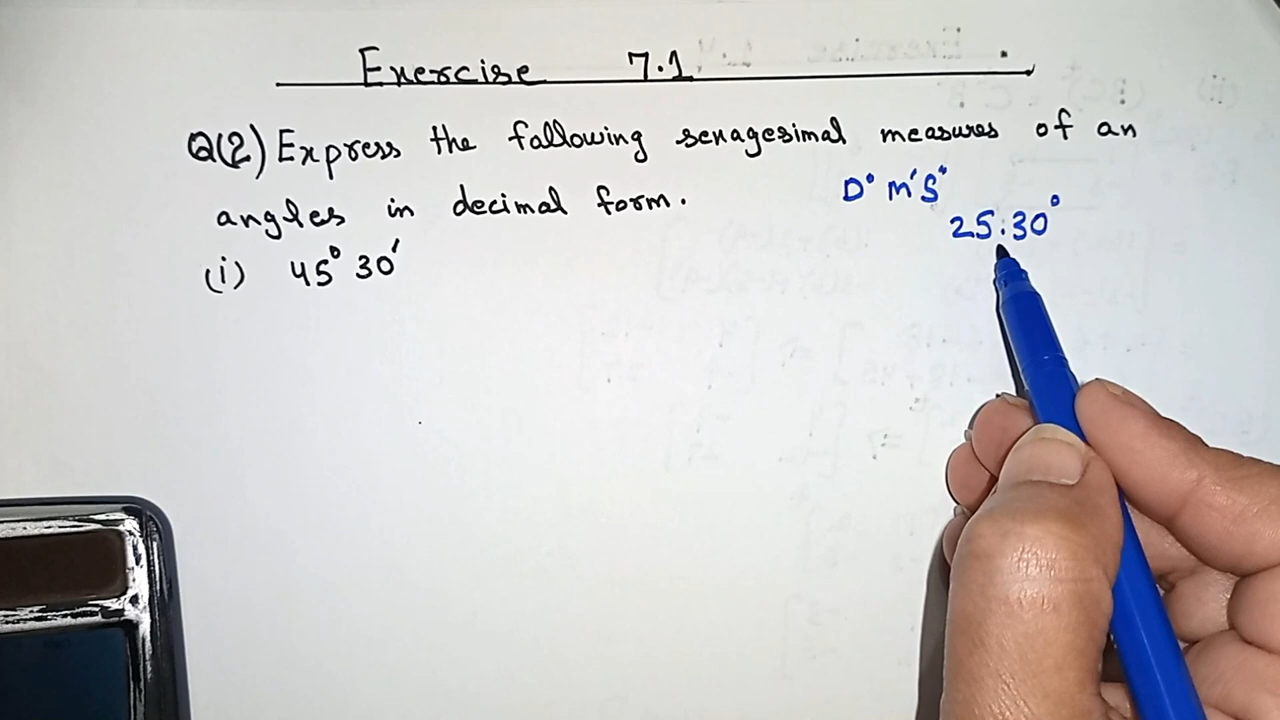 Exercise 7.1
Q(2) Express the fallowing sexagesimal measures of an
angles in decimal form.
D° M' S"
25.30°
(i) 45° 30'